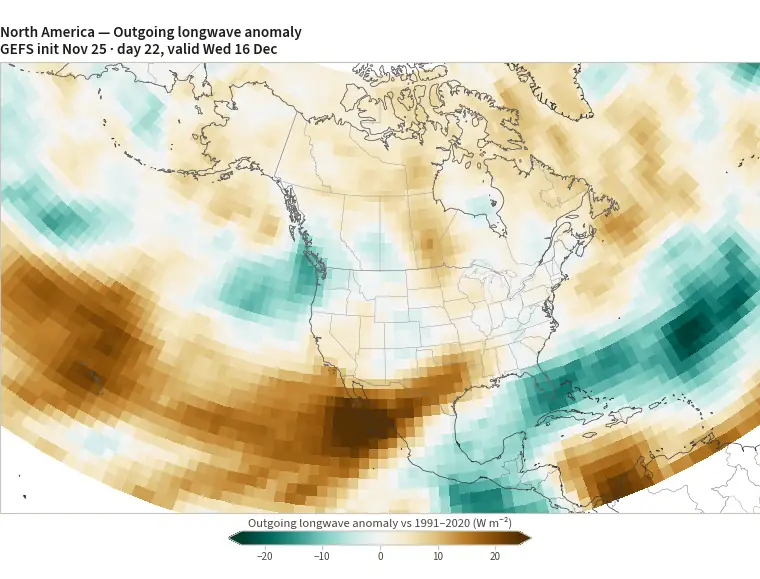 North America — Outgoing longwave anomaly
GEFS init Nov 25 · day 22, valid Wed 16 Dec
Outgoing longwave anomaly vs 1991–2020 (W m⁻²)
−20 −10 0 10 20